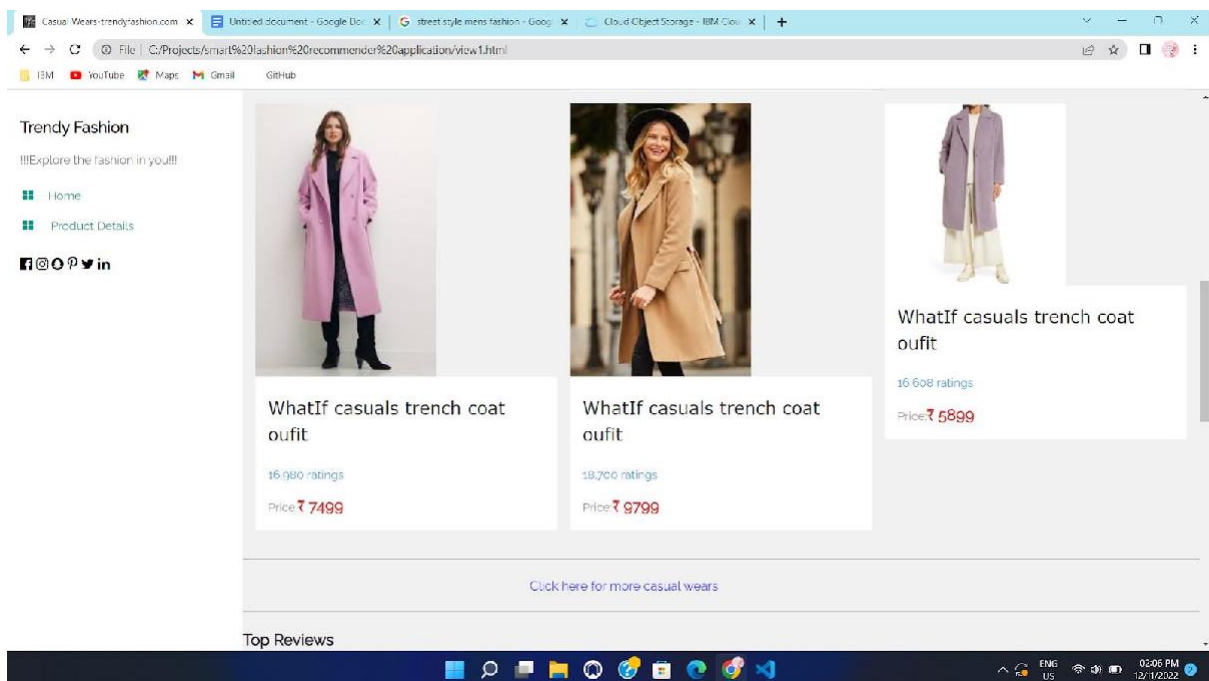 Casual Wears-trendyfashion.com
Untitled document - Google Doc
street style mens fashion - Goog
Cloud Object Storage - IBM Clou
File | C:/Projects/smart%20fashion%20recommender%20application/view1.html
IBM
YouTube
Maps
Gmail
GitHub
Trendy Fashion
!!!Explore the fashion in you!!!
Home
Product Details
WhatIf casuals trench coat
oufit
16,980 ratings
Price:₹ 7499
WhatIf casuals trench coat
oufit
18,700 ratings
Price:₹ 9799
WhatIf casuals trench coat
oufit
16,608 ratings
Price:₹ 5899
Click here for more casual wears
Top Reviews
ENG
US
02:06 PM
12/11/2022
2